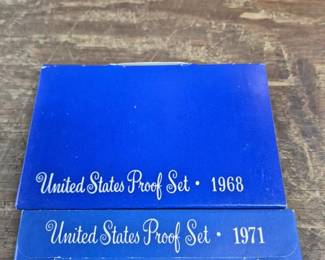 United States Proof Set • 1968
United States Proof Set • 1971